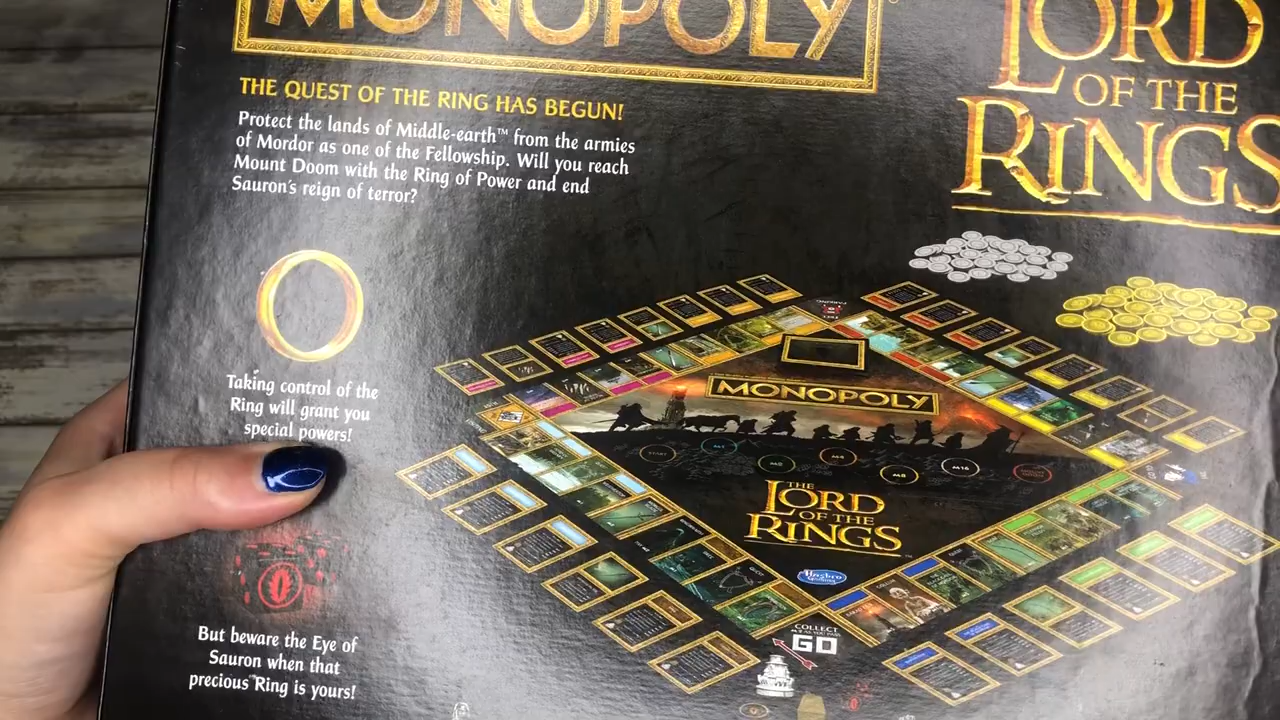 MONOPOLY
LORD
OF THE
RINGS
THE QUEST OF THE RING HAS BEGUN!
Protect the lands of Middle-earth™ from the armies
of Mordor as one of the Fellowship. Will you reach
Mount Doom with the Ring of Power and end
Sauron's reign of terror?
Taking control of the
Ring will grant you
special powers!
But beware the Eye of
Sauron when that
precious Ring is yours!
MONOPOLY
START
THE
LORD
OF THE
RINGS
Hasbro
Gaming
COLLECT
GO